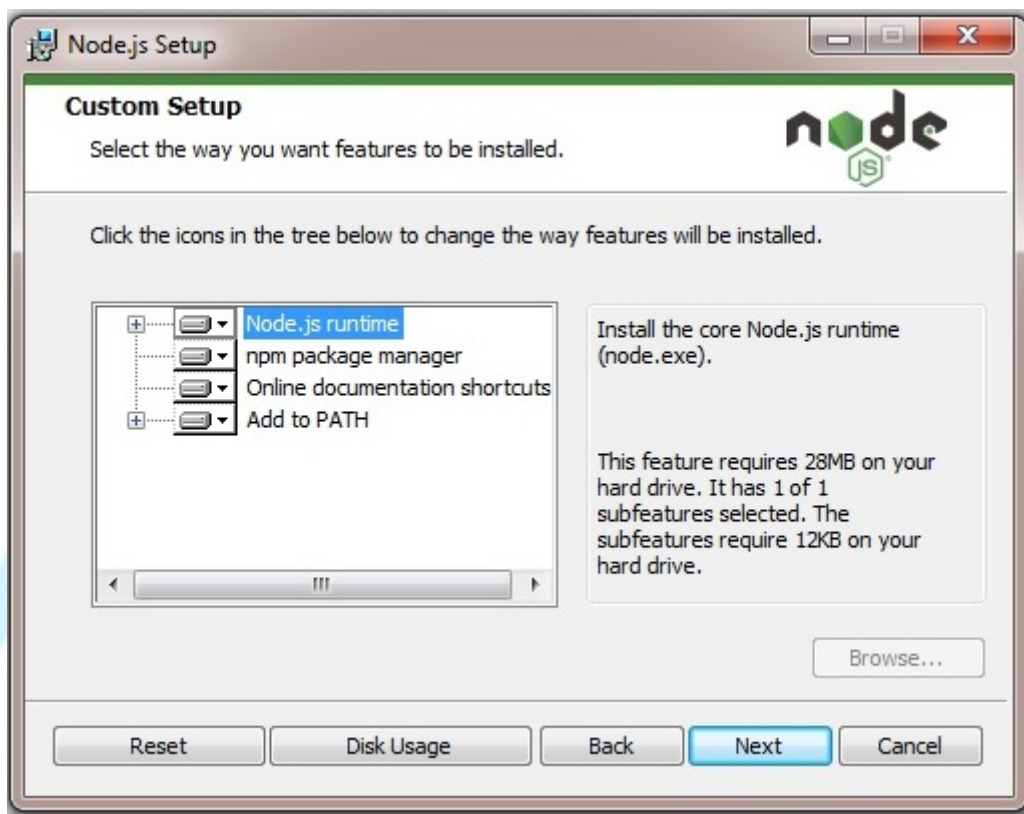 Node.js Setup
Custom Setup
Select the way you want features to be installed.
node
JS
Click the icons in the tree below to change the way features will be installed.
Node.js runtime
npm package manager
Online documentation shortcuts
Add to PATH
Install the core Node.js runtime
(node.exe).
This feature requires 28MB on your
hard drive. It has 1 of 1
subfeatures selected. The
subfeatures require 12KB on your
hard drive.
Browse...
Reset
Disk Usage
Back
Next
Cancel